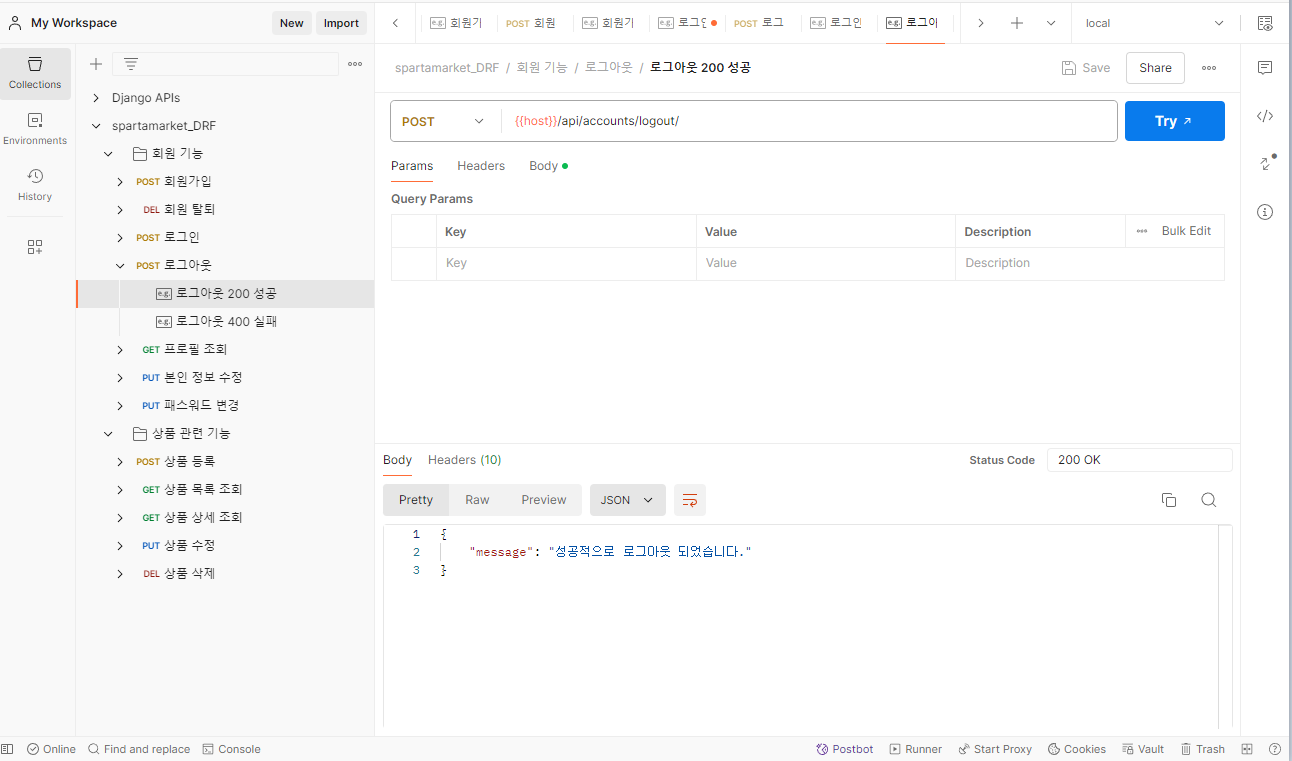 My Workspace
New
Import
회원가
POST 회원
회원가
로그인
POST 로그
로그인
로그아
local
Collections
Environments
History
Django APIs
spartamarket_DRF
회원 기능
POST 회원가입
DEL 회원 탈퇴
POST 로그인
POST 로그아웃
e.g. 로그아웃 200 성공
e.g. 로그아웃 400 실패
GET 프로필 조회
PUT 본인 정보 수정
PUT 패스워드 변경
상품 관련 기능
POST 상품 등록
GET 상품 목록 조회
GET 상품 상세 조회
PUT 상품 수정
DEL 상품 삭제
spartamarket_DRF / 회원 기능 / 로그아웃 / 로그아웃 200 성공
Save
Share
POST
{{host}}/api/accounts/logout/
Try
Params
Headers
Body
Query Params
Key
Value
Description
Bulk Edit
Key
Value
Description
Body
Headers (10)
Status Code
200 OK
Pretty
Raw
Preview
JSON
1 {
2 "message": "성공적으로 로그아웃 되었습니다."
3 }
Online
Find and replace
Console
Postbot
Runner
Start Proxy
Cookies
Vault
Trash